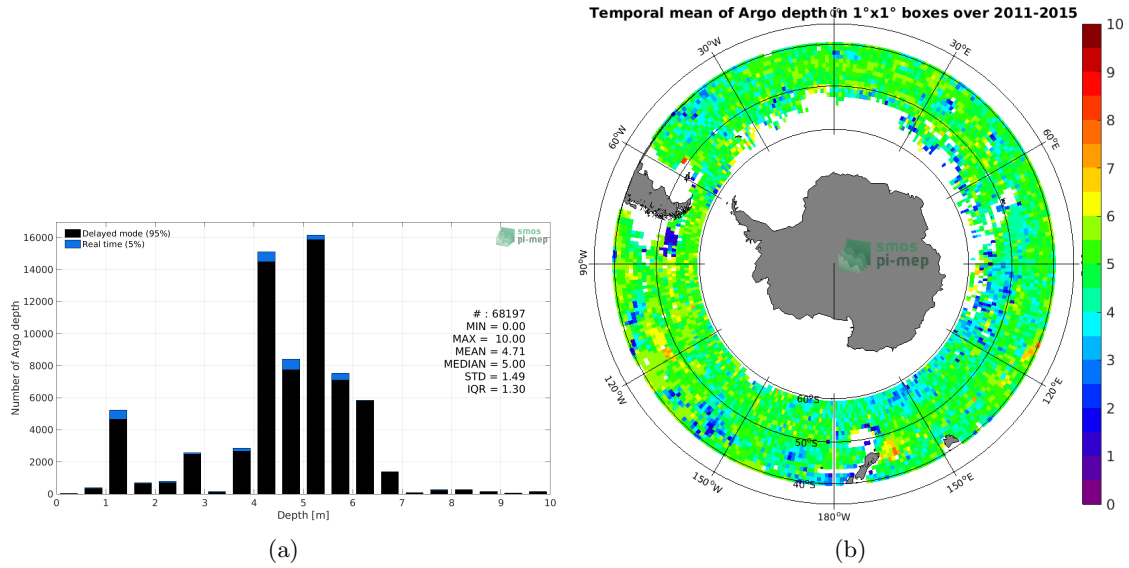 Temporal mean of Argo depth in 1°x1° boxes over 2011-2015
Delayed mode (95%)
Real time (5%)
smos
pi-mep
# : 68197
MIN = 0.00
MAX = 10.00
MEAN = 4.71
MEDIAN = 5.00
STD = 1.49
IQR = 1.30
Number of Argo depth
16000
14000
12000
10000
8000
6000
4000
2000
0
0 1 2 3 4 5 6 7 8 9 10
Depth [m]
(a)
0°
30°W
30°E
60°W
60°E
90°W
120°W
120°E
150°W
150°E
180°W
60°S
50°S
40°S
smos
pi-mep
10
9
8
7
6
5
4
3
2
1
0
(b)